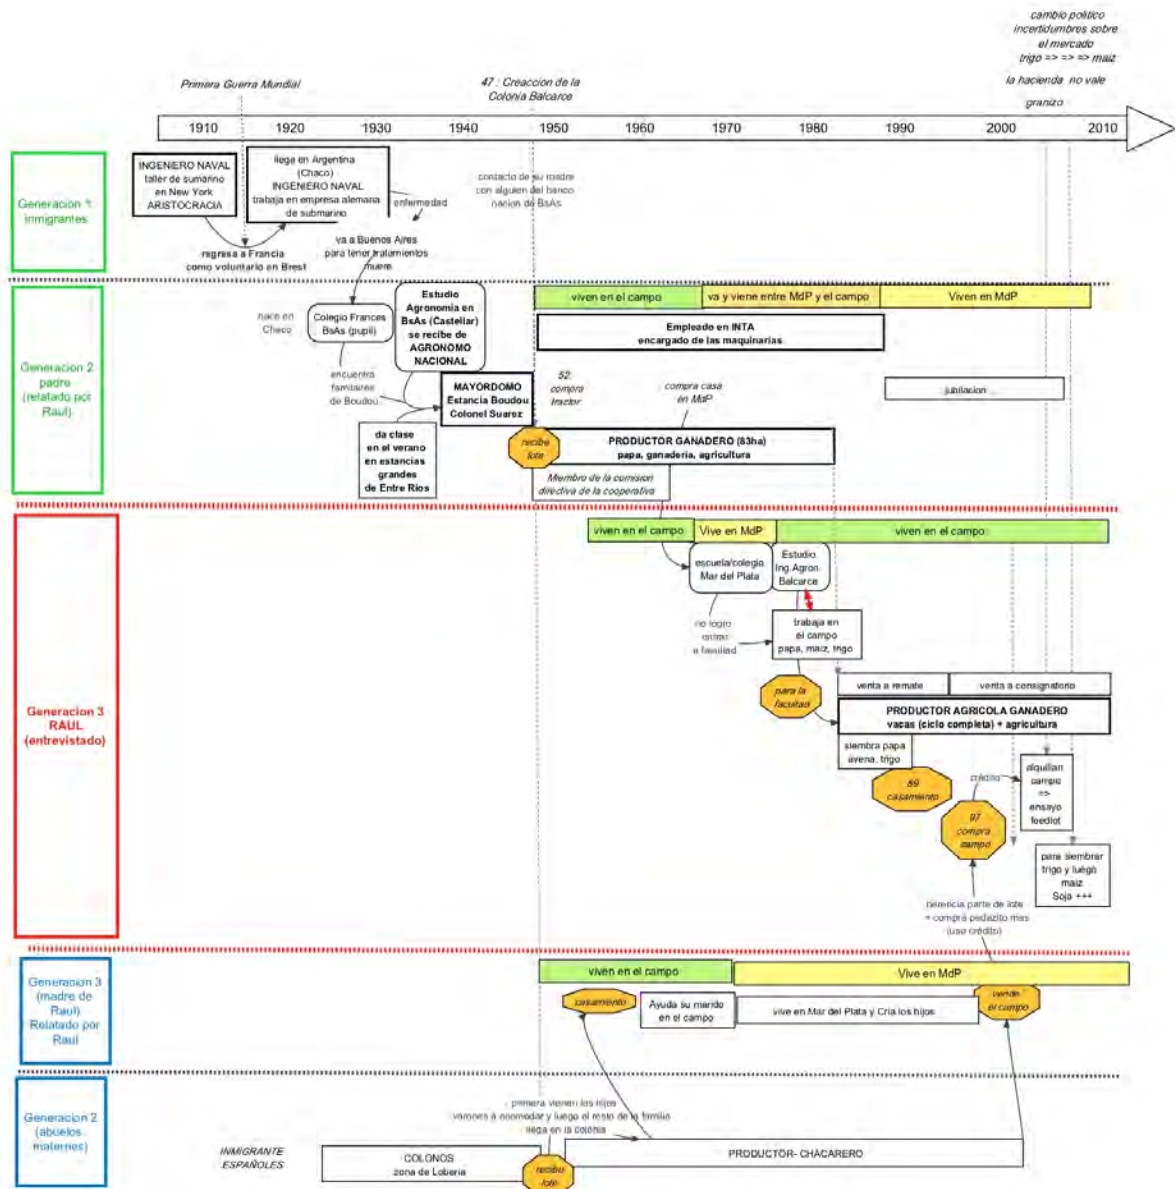 cambio politico
incertidumbres sobre
el mercado
trigo => => => maiz
la hacienda no vale
granizo
Primera Guerra Mundial
47 : Creaccion de la
Colonia Balcarce
1910 1920 1930 1940 1950 1960 1970 1980 1990 2000 2010
Generacion 1:
inmigrantes
INGENIERO NAVAL
taller de sumarino
en New York
ARISTOCRACIA
llega en Argentina
(Chaco)
INGENIERO NAVAL
trabaja en empresa alemana
de submarino
enfermedad
contacto de su madre
con alguien del banco
nacion de BsAs
regresa a Francia
como voluntario en Brest
va a Buenos Aires
para tener tratamientos
muere
Generacion 2
padre
(relatado por
Raul)
nace en
Chaco
Colegio Frances
BsAs (pupil)
Estudio
Agronomia en
BsAs (Castellar)
se recibe de
AGRONOMO
NACIONAL
viven en el campo
va y viene entre MdP y el campo
Viven en MdP
Empleado en INTA
encargado de las maquinarias
encuentra
familiares
de Boudou
MAYORDOMO
Estancia Boudou
Colonel Suarez
52:
compra
tractor
compra casa
en MdP
jubilacion ...
da clase
en el verano
en estancias
grandes
de Entre Rios
recibe
lote
PRODUCTOR GANADERO (83ha)
papa, ganaderia, agricultura
Miembro de la comision
directiva de la cooperativa
Generacion 3
RAUL
(entrevistado)
viven en el campo
Vive en MdP
viven en el campo
escuela/colegio
Mar del Plata
Estudio
Ing.Agron.
Balcarce
no logro
entrar
a facultad
trabaja en
el campo
papa, maiz, trigo
para la
facultad
venta a remate
venta a consignatorio
PRODUCTOR AGRICOLA GANADERO
vacas (ciclo completa) + agricultura
siembra papa
avena, trigo
89
casamiento
crédito
97
compra
campo
alquilan
campo
=>
ensayo
feedlot
para siembrar
trigo y luego
maiz
Soja +++
herencia parte de lote
+ compra pedazito mas
(uso crédito)
Generacion 3
(madre de
Raul)
Relatado por
Raul
viven en el campo
Vive en MdP
casamiento
Ayuda su marido
en el campo
vive en Mar del Plata y Cria los hijos
vende
el campo
Generacion 2
(abuelos
maternes)
primera vienen los hijos
varones a acomodar y luego el resto de la familia
llega en la colonia
INMIGRANTE
ESPAÑOLES
COLONOS
zona de Loberia
recibe
lote
PRODUCTOR- CHACARERO